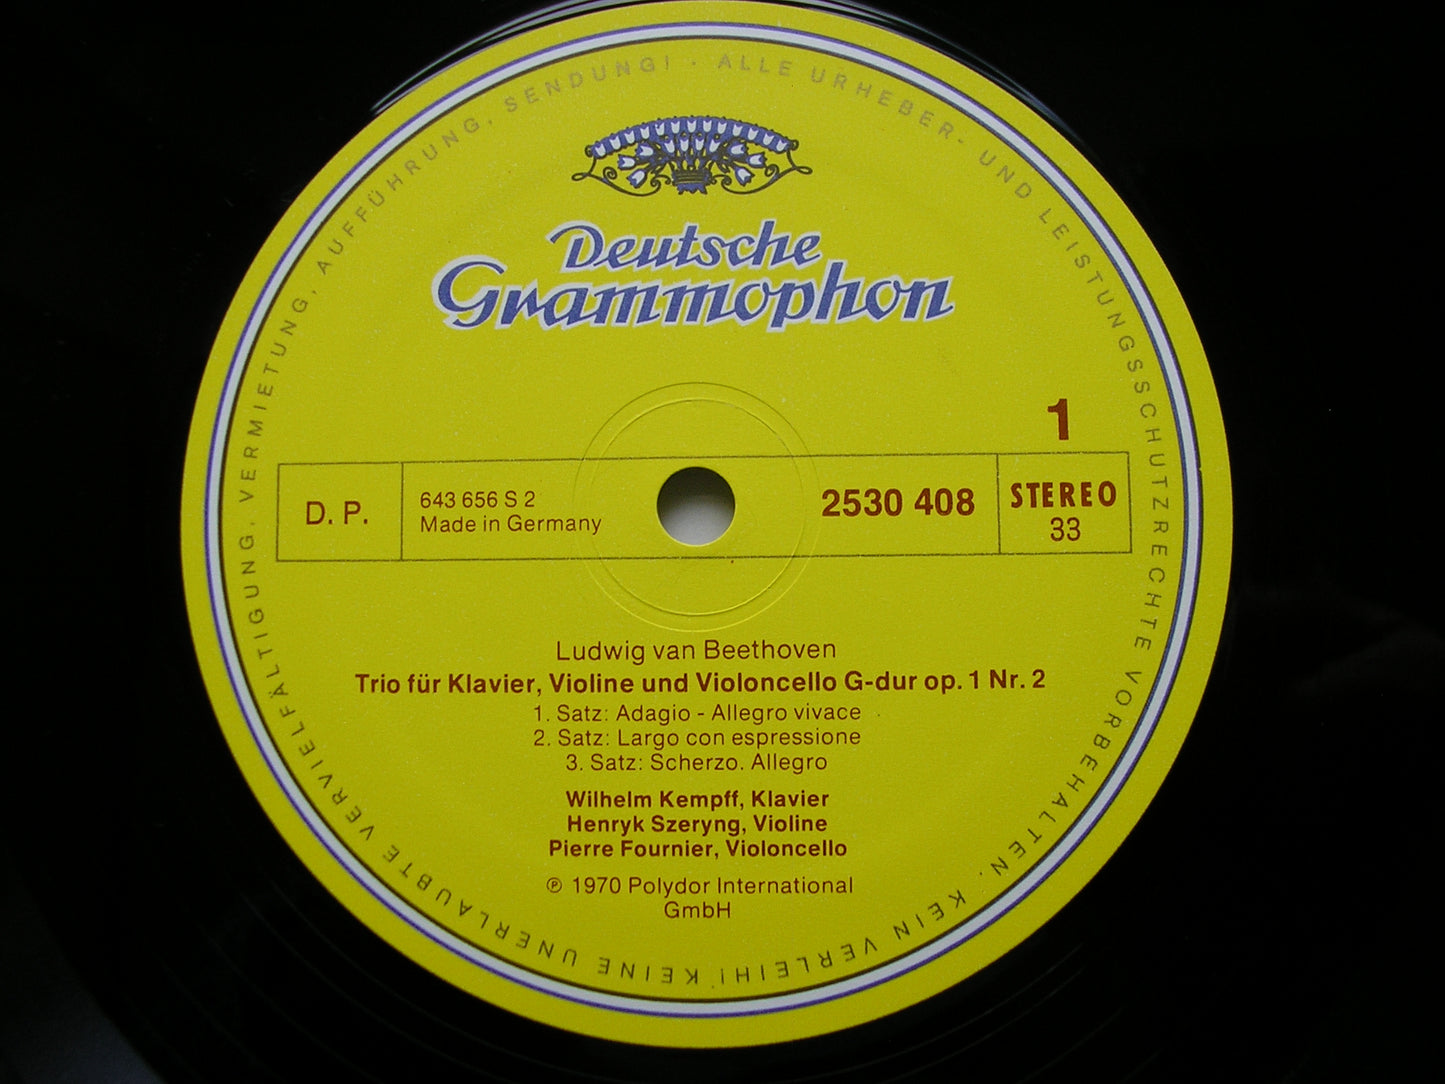 ALLE URHEBER- UND LEISTUNGSSCHUTZRECHTE VORBEHALTEN. KEIN VERLEIH! KEINE UNERLAUBTE VERVIELFÄLTIGUNG, VERMIETUNG, AUFFÜHRUNG, SENDUNG! ·
Deutsche
Grammophon
1
D. P.
643 656 S 2
Made in Germany
2530 408
STEREO
33
Ludwig van Beethoven
Trio für Klavier, Violine und Violoncello G-dur op. 1 Nr. 2
1. Satz: Adagio - Allegro vivace
2. Satz: Largo con espressione
3. Satz: Scherzo. Allegro
Wilhelm Kempff, Klavier
Henryk Szeryng, Violine
Pierre Fournier, Violoncello
℗ 1970 Polydor International
GmbH